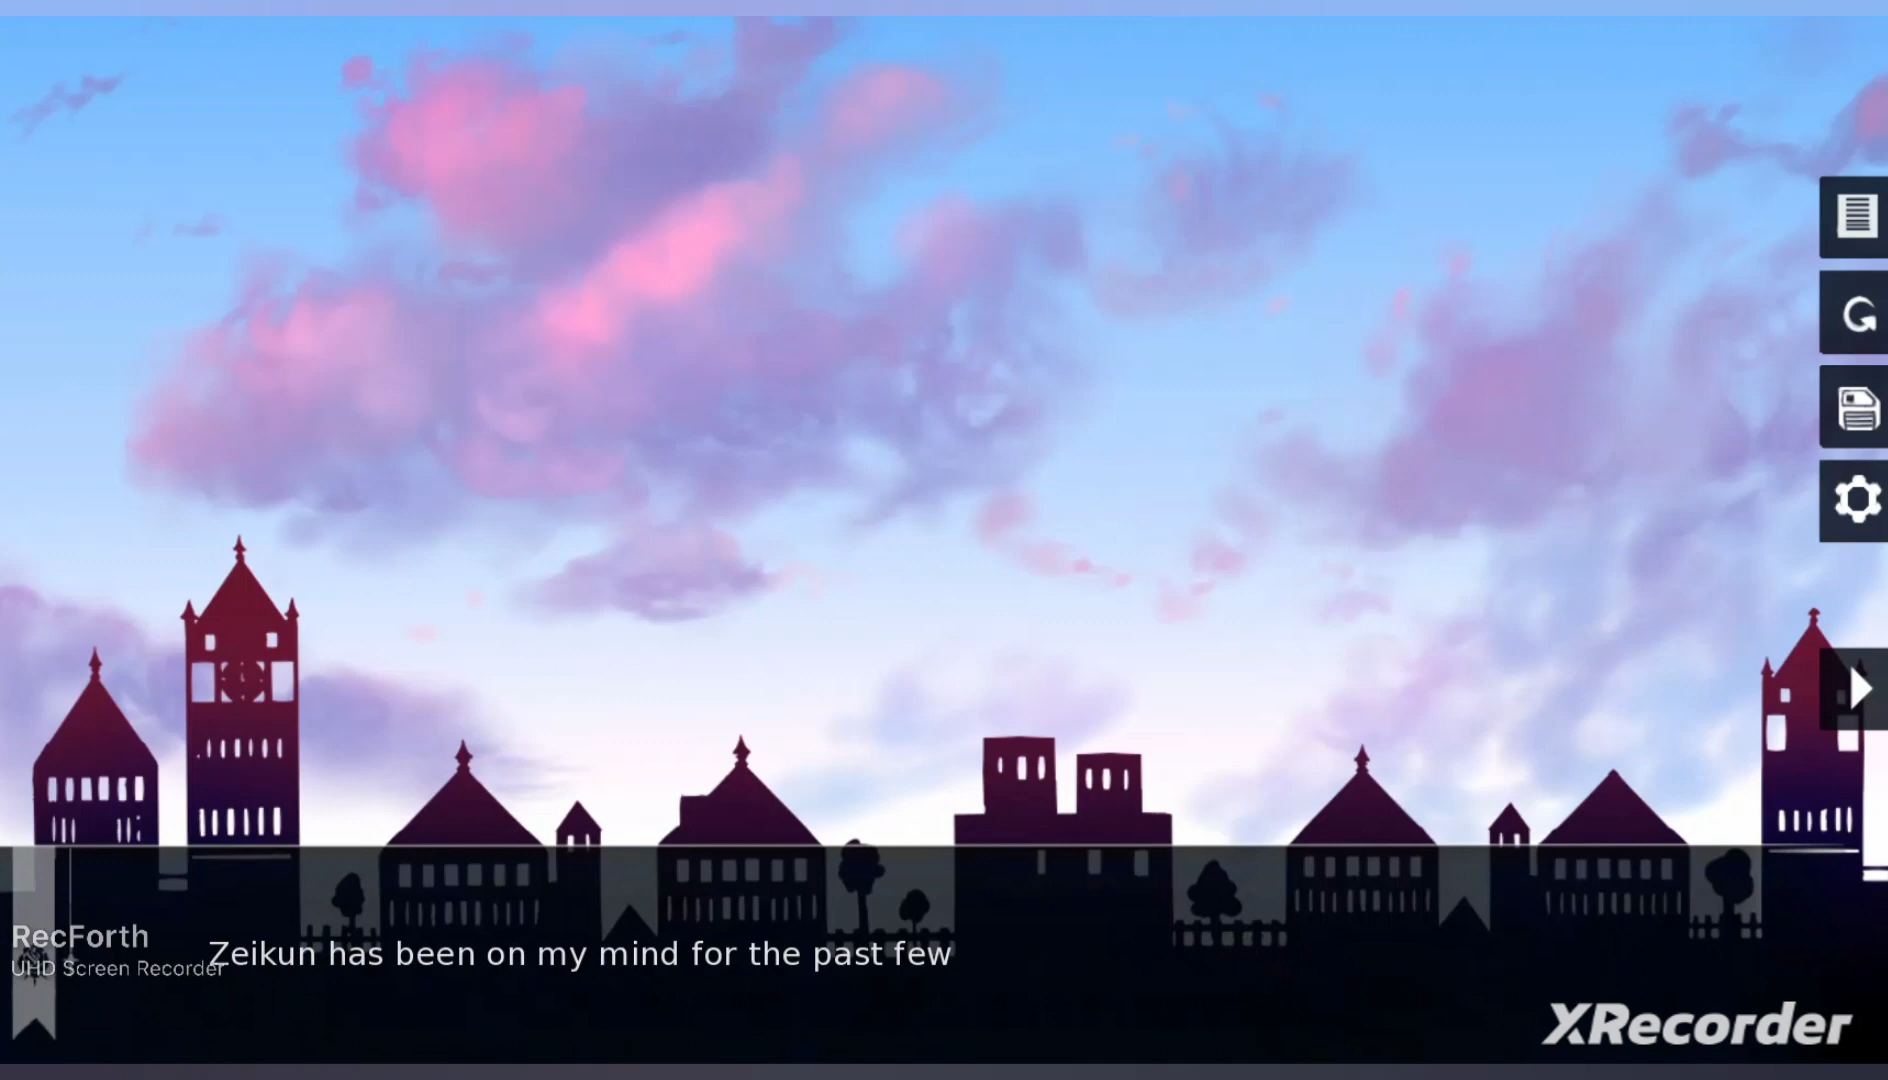 RecForth
UHD Screen Recorder
Zeikun has been on my mind for the past few
XRecorder